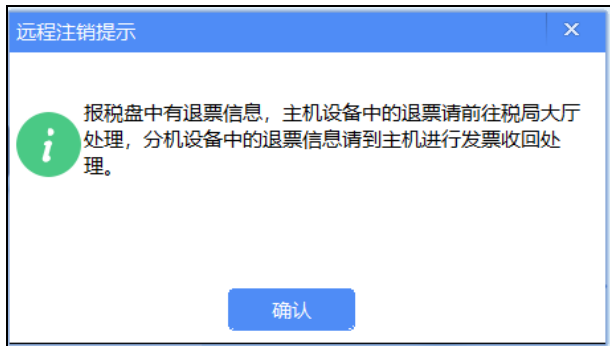 远程注销提示
报税盘中有退票信息，主机设备中的退票请前往税局大厅
处理，分机设备中的退票信息请到主机进行发票收回处
理。
确认